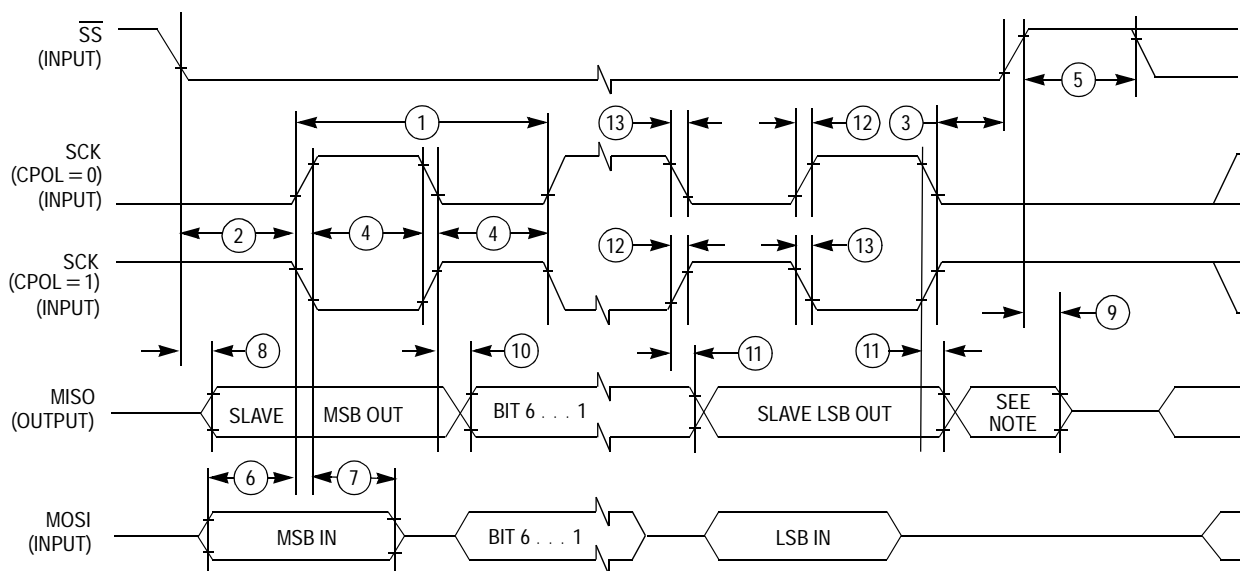 SS
(INPUT)
5
1
13
12
3
SCK
(CPOL = 0)
(INPUT)
2
4
4
SCK
(CPOL = 1)
(INPUT)
12
13
9
8
10
11
11
MISO
(OUTPUT)
SLAVE MSB OUT
BIT 6 . . . 1
SLAVE LSB OUT
SEE
NOTE
6
7
MOSI
(INPUT)
MSB IN
BIT 6 . . . 1
LSB IN